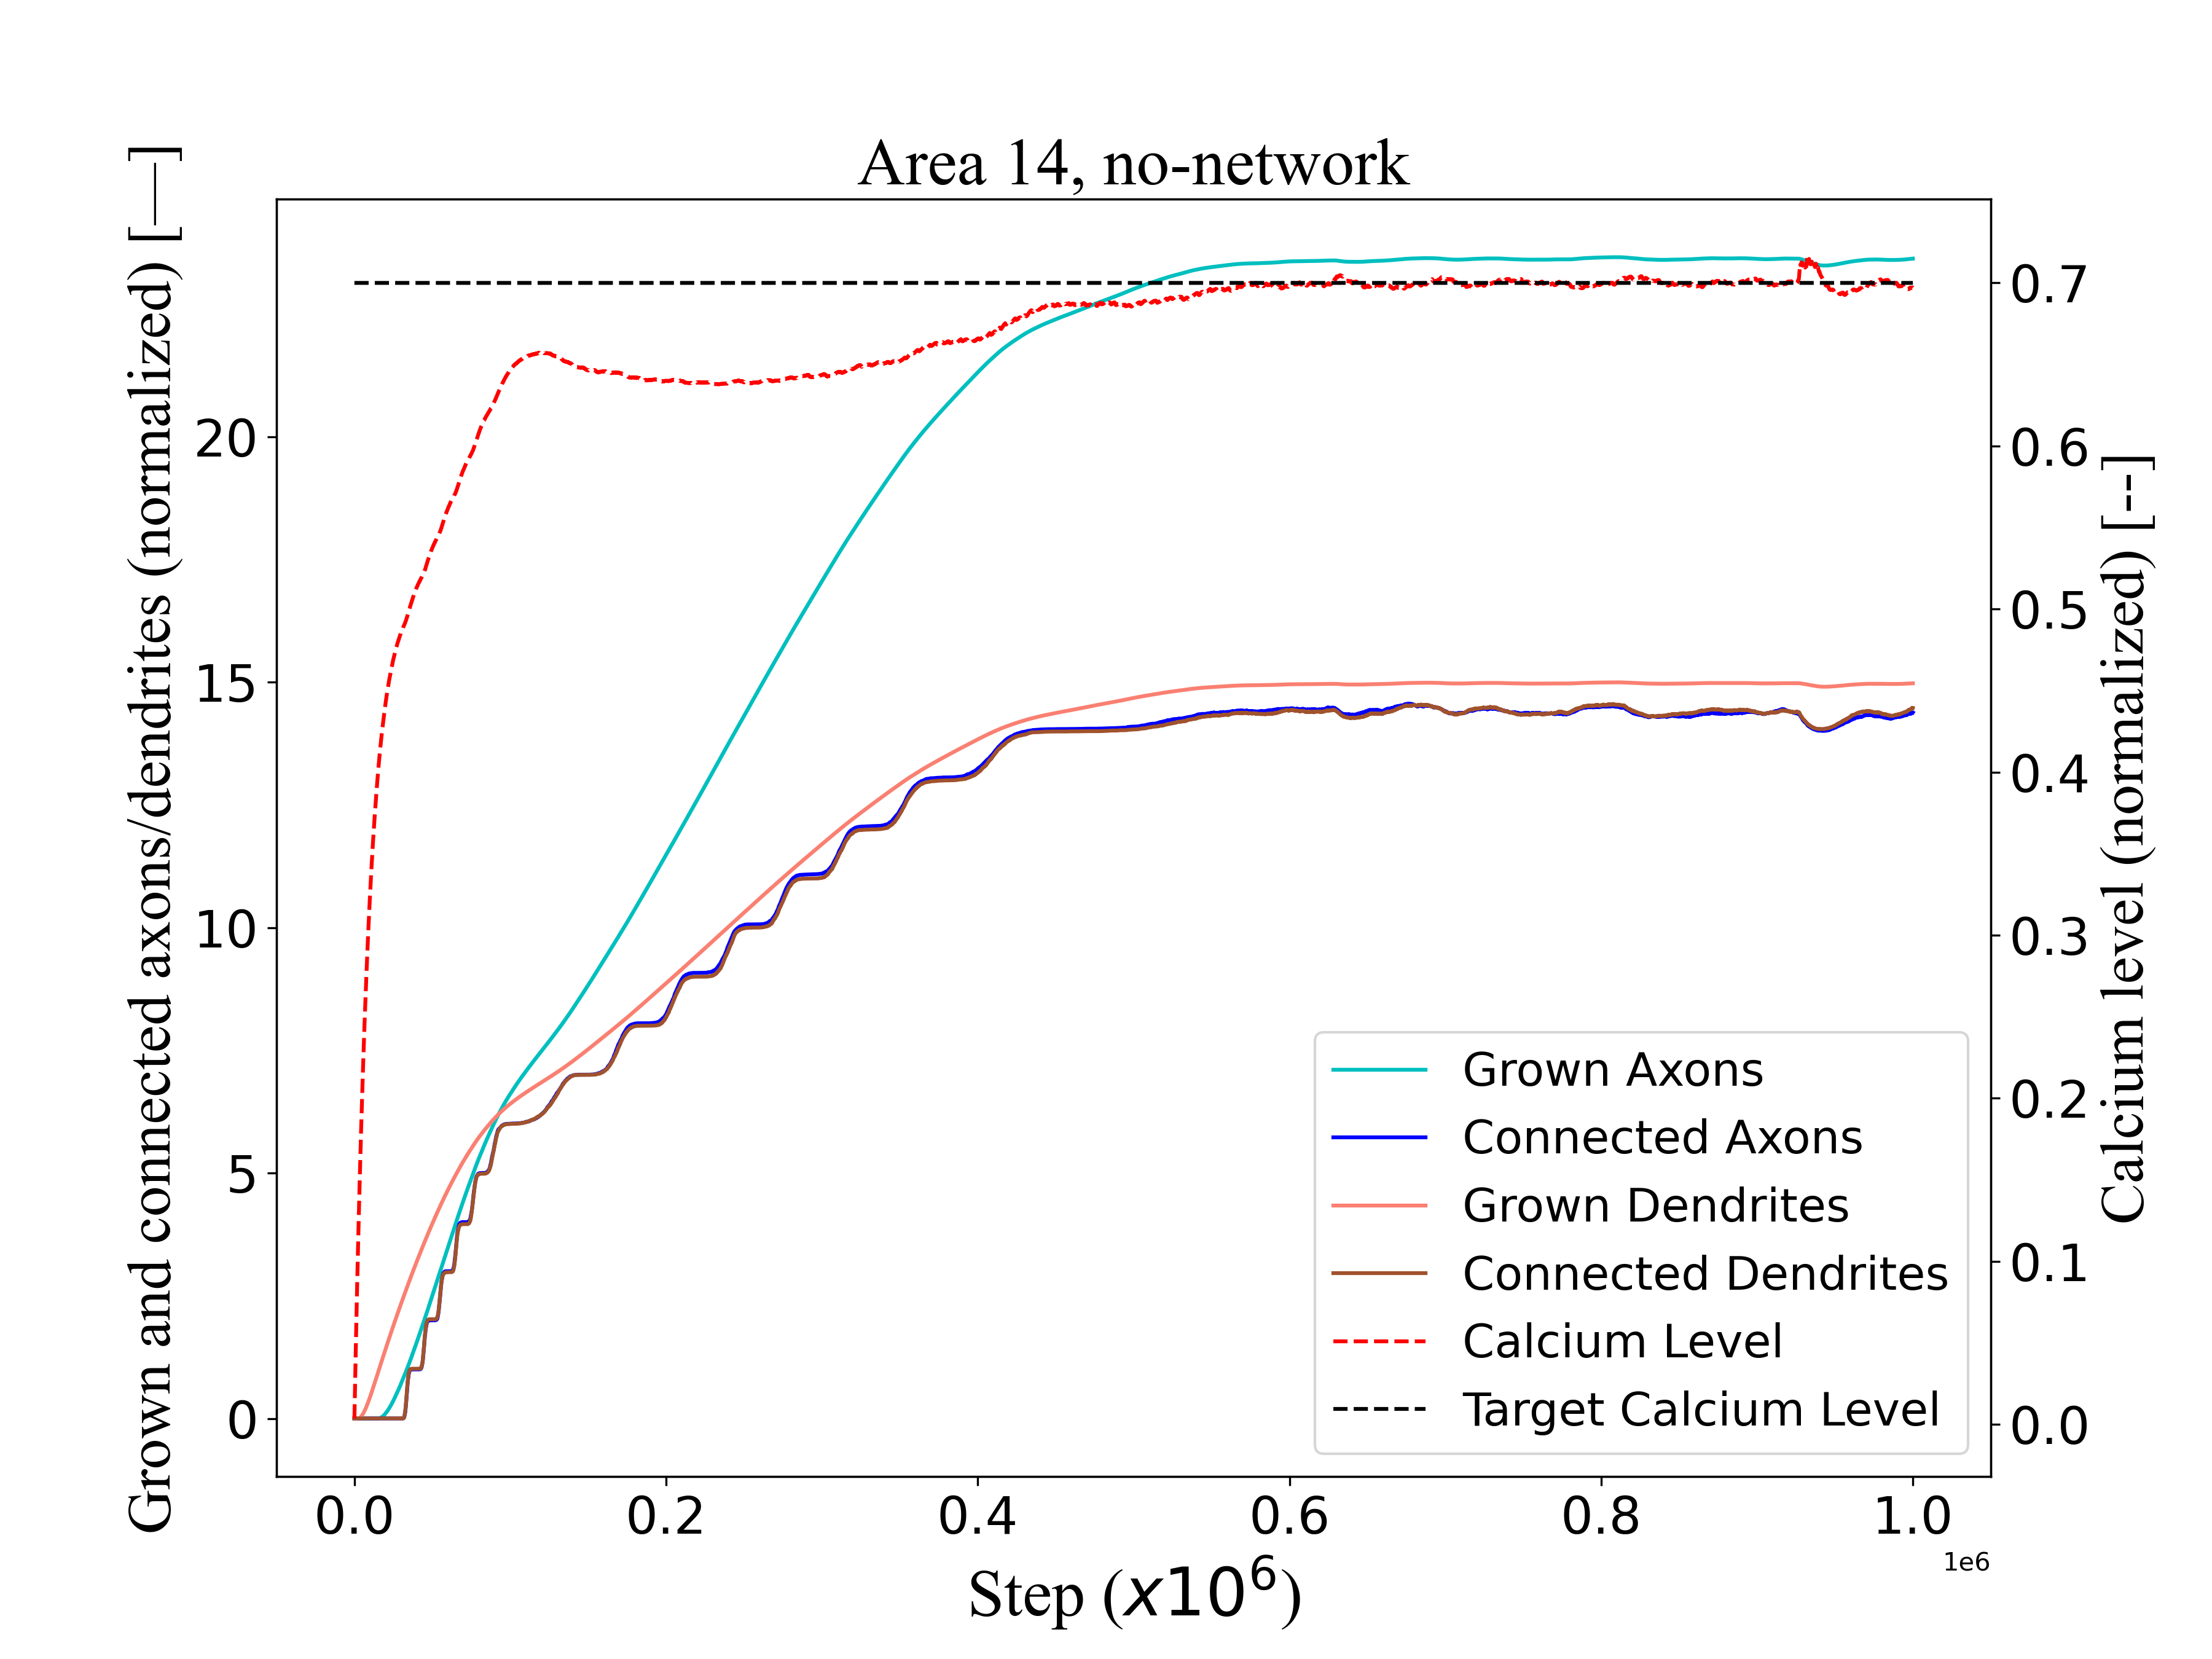 Area 14, no-network
Grown and connected axons/dendrites (normalized) [—]
20
15
10
5
0
0.7
0.6
0.5
0.4
0.3
0.2
0.1
0.0
Calcium level (normalized) [--]
Grown Axons
Connected Axons
Grown Dendrites
Connected Dendrites
Calcium Level
Target Calcium Level
0.0 0.2 0.4 0.6 0.8 1.0
1e6
Step (x10⁶)